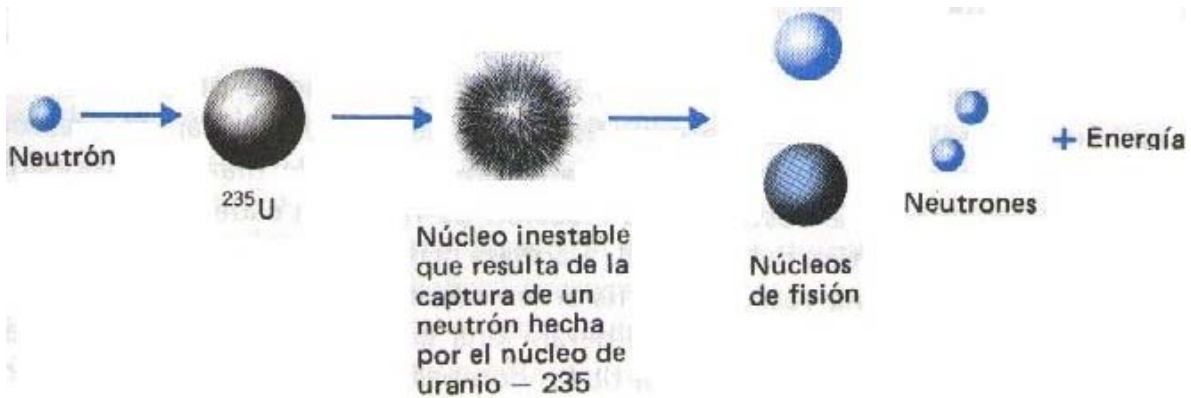 Neutrón
²³⁵U
Núcleo inestable
que resulta de la
captura de un
neutrón hecha
por el núcleo de
uranio — 235
Núcleos
de fisión
Neutrones
+ Energía